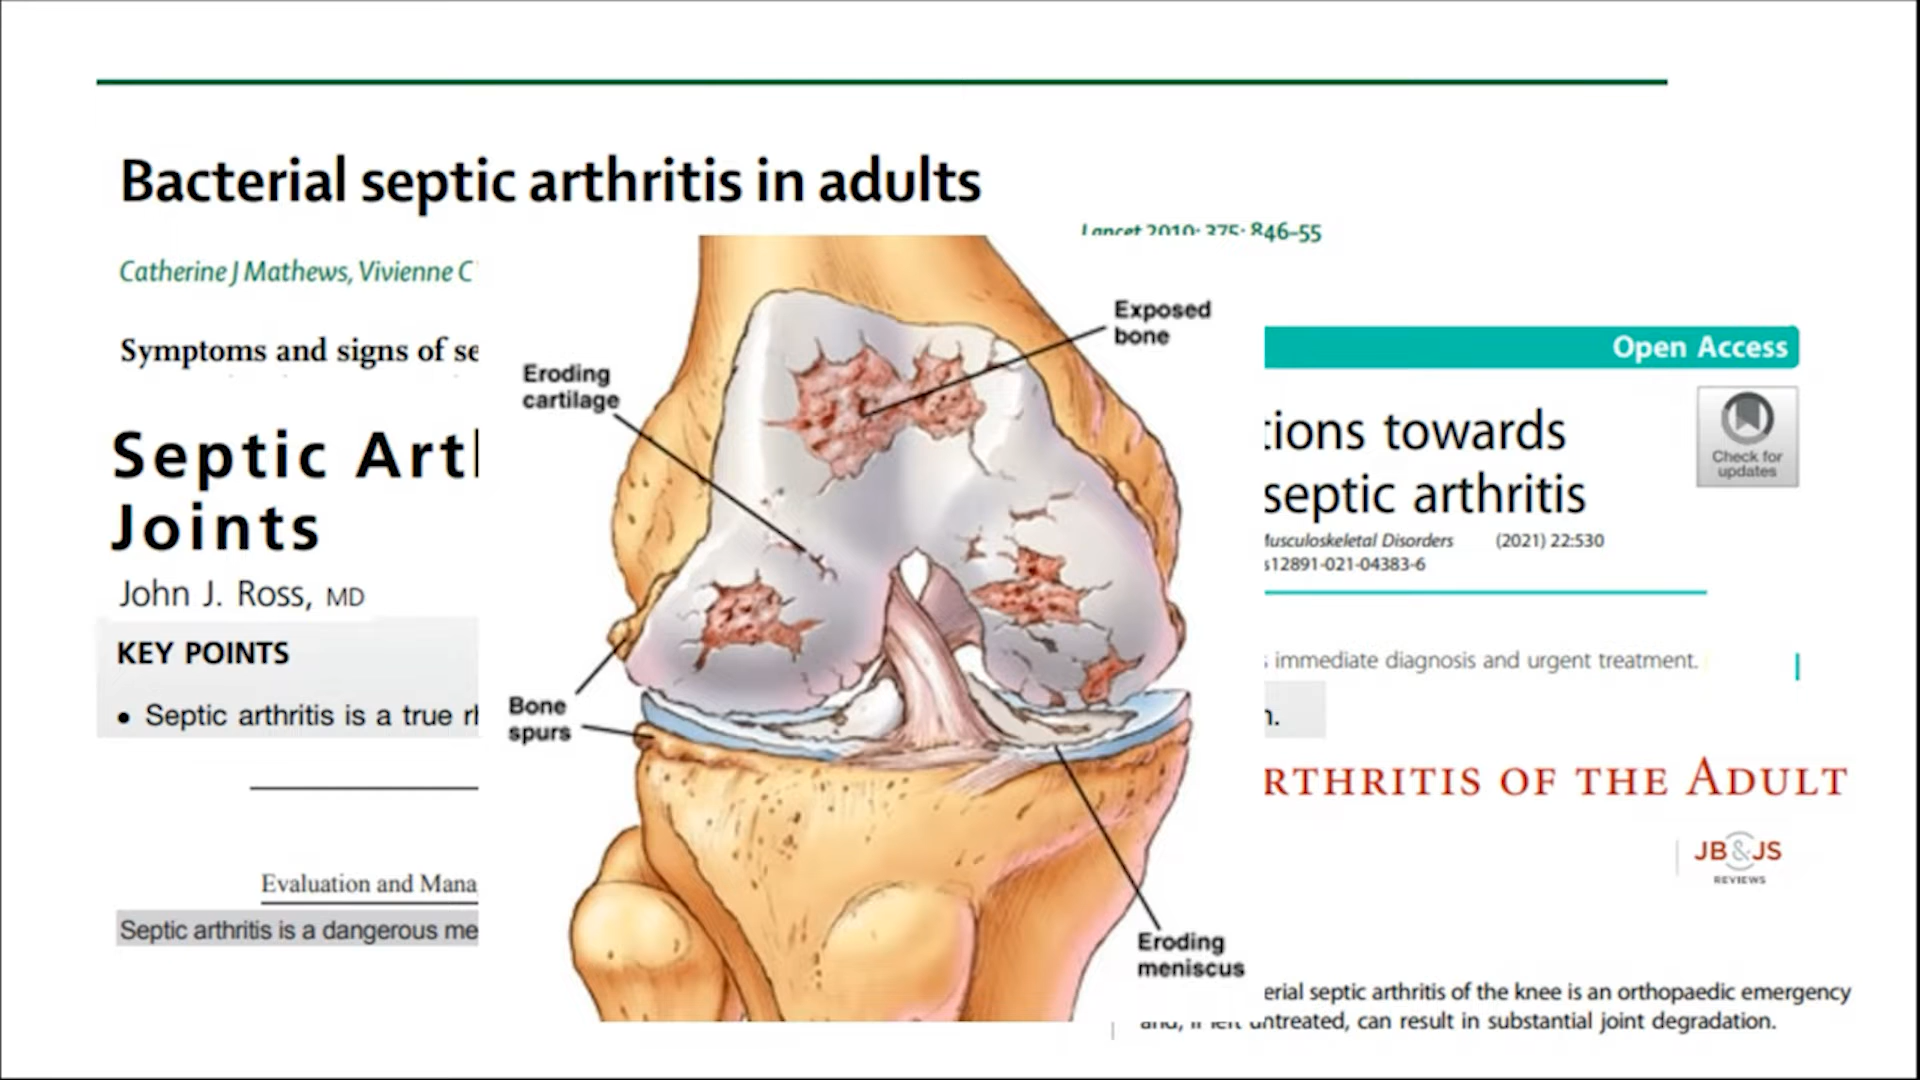 Bacterial septic arthritis in adults
Lancet 2010; 375: 846–55
Catherine J Mathews, Vivienne C
Symptoms and signs of se
Septic Art
Joints
John J. Ross, MD
KEY POINTS
• Septic arthritis is a true
Evaluation and Mana
Septic arthritis is a dangerous me
Exposed
bone
Eroding
cartilage
Bone
spurs
Eroding
meniscus
Open Access
Check for
updates
tions towards
septic arthritis
Musculoskeletal Disorders (2021) 22:530
s12891-021-04383-6
immediate diagnosis and urgent treatment.
n.
RTHRITIS OF THE ADULT
JB&JS
REVIEWS
erial septic arthritis of the knee is an orthopaedic emergency
and, if left untreated, can result in substantial joint degradation.